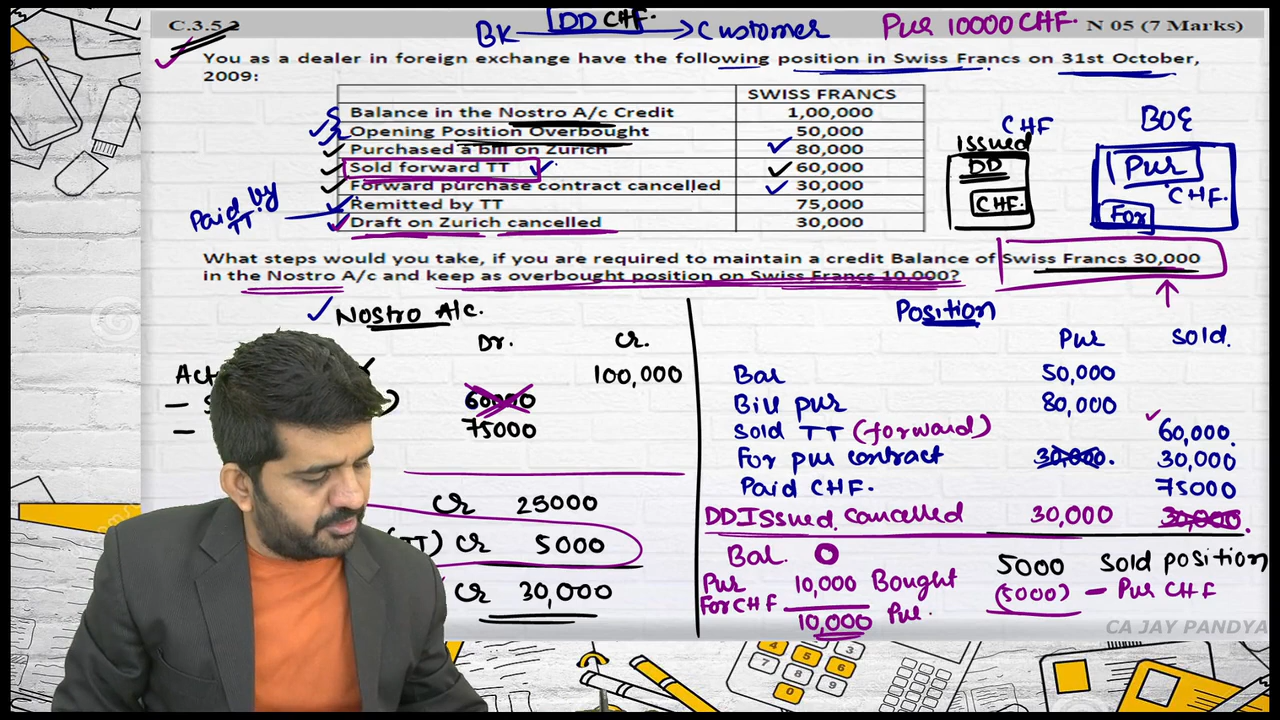 C.3.5.2
BK DD CHF. Customer
Pur 10000 CHF.
N 05 (7 Marks)
You as a dealer in foreign exchange have the following position in Swiss Francs on 31st October,
2009:
SWISS FRANCS
Balance in the Nostro A/c Credit 1,00,000
Opening Position Overbought 50,000
Purchased a bill on Zurich 80,000
Sold forward TT 60,000
Forward purchase contract cancelled 30,000
Remitted by TT 75,000
Draft on Zurich cancelled 30,000
Paid by
TT
CHF
Issued
DD
CHF.
BOE
Pur
CHF.
For
What steps would you take, if you are required to maintain a credit Balance of Swiss Francs 30,000
in the Nostro A/c and keep as overbought position on Swiss Francs 10,000?
Nostro A/c.
Dr. Cr.
100,000
60000
75000
Cr 25000
TT) Cr 5000
Cr 30,000
Position
Pur Sold.
Bal 50,000
Bill pur 80,000
Sold TT (forward) 60,000.
For pur contract 30,000. 30,000
Paid CHF. 75000
DD Issued cancelled 30,000 30,000.
Bal. 0 5000 Sold position
Pur 10,000 Bought (5000) - Pur CHF
For CHF
10,000 Pur.
CA JAY PANDYA